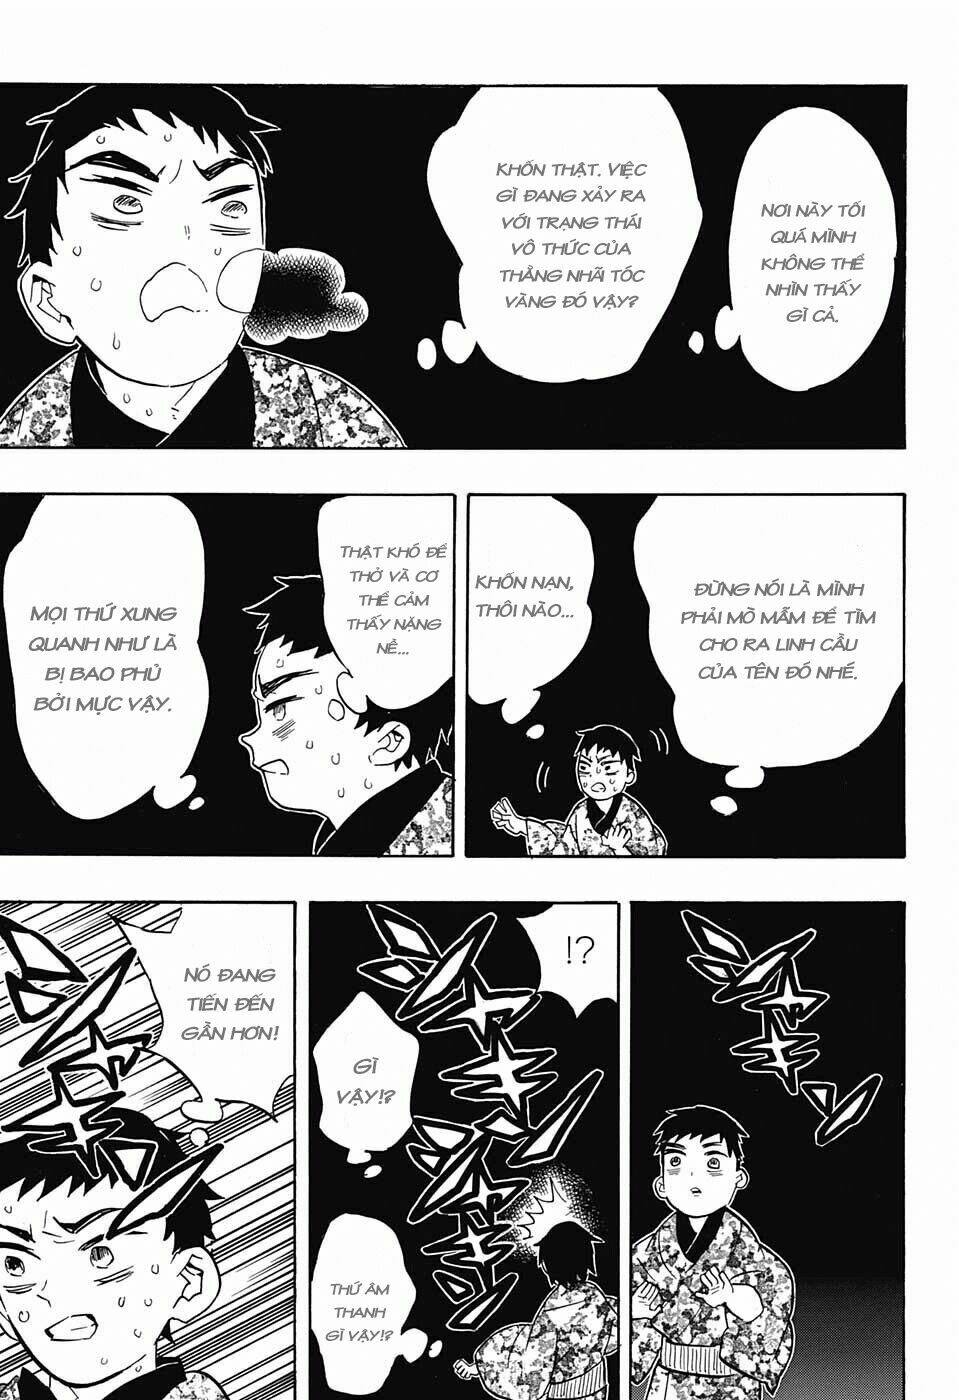 NƠI NÀY TỐI
QUÁ MÌNH
KHÔNG THỂ
NHÌN THẤY
GÌ CẢ.
KHỐN THẬT. VIỆC
GÌ ĐANG XẢY RA
VỚI TRẠNG THÁI
VÔ THỨC CỦA
THẰNG NHÃI TÓC
VÀNG ĐÓ VẬY?
ĐỪNG NÓI LÀ MÌNH
PHẢI MÒ MẪM ĐỂ TÌM
CHO RA LINH CẦU
CỦA TÊN ĐÓ NHÉ.
KHỐN NẠN,
THÔI NÀO...
THẬT KHÓ ĐỂ
THỞ VÀ CƠ
THỂ CẢM
THẤY NẶNG
NỀ...
MỌI THỨ XUNG
QUANH NHƯ LÀ
BỊ BAO PHỦ
BỞI MỰC VẬY.
!?
GÌ
VẬY!?
THỨ ÂM
THANH
GÌ VẬY!?
NÓ ĐANG
TIẾN ĐẾN
GẦN HƠN!